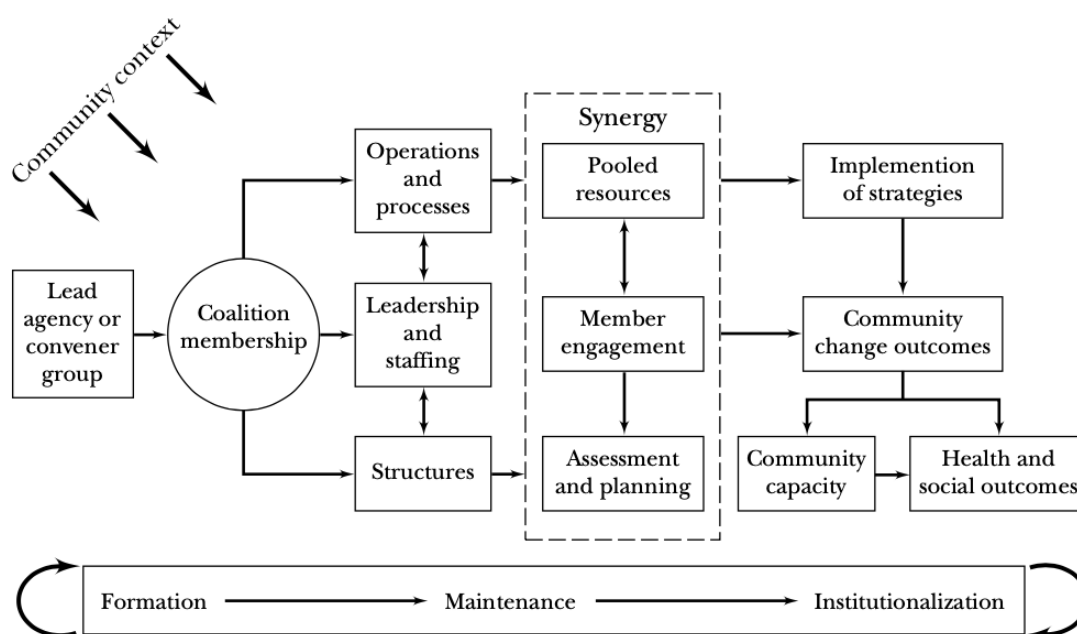 Community context
Lead
agency or
convener
group
Coalition
membership
Operations
and
processes
Leadership
and
staffing
Structures
Synergy
Pooled
resources
Member
engagement
Assessment
and planning
Implemention
of strategies
Community
change outcomes
Community
capacity
Health and
social outcomes
Formation
Maintenance
Institutionalization